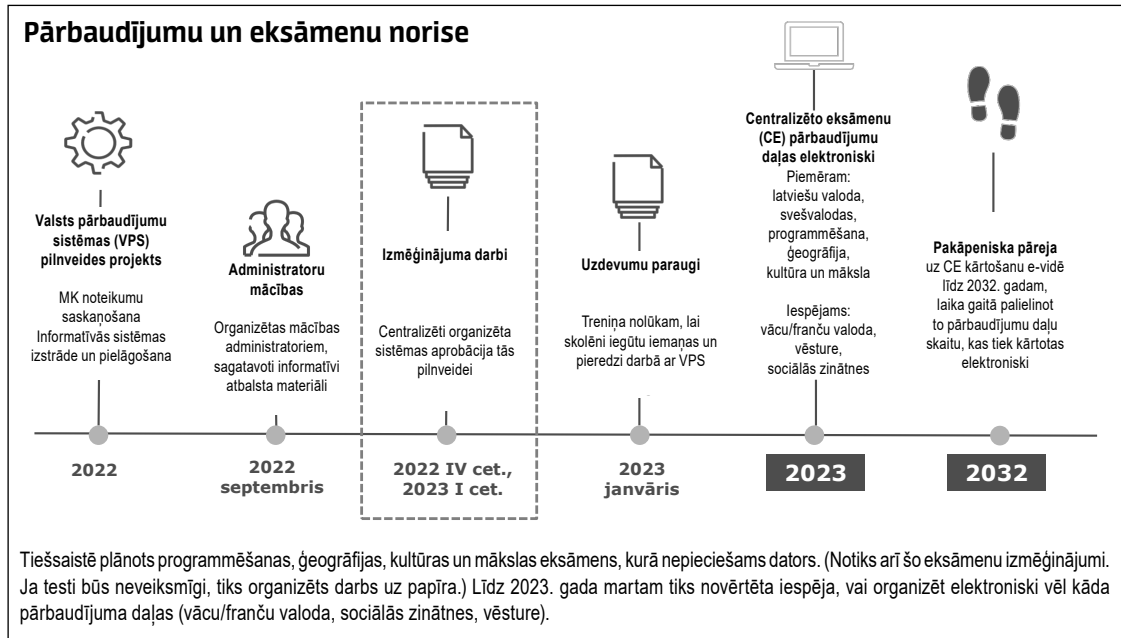 Pārbaudījumu un eksāmenu norise
Valsts pārbaudījumu
sistēmas (VPS)
pilnveides projekts
MK noteikumu
saskaņošana
Informatīvās sistēmas
izstrāde un pielāgošana
2022
Administratoru
mācības
Organizētas mācības
administratoriem,
sagatavoti informatīvi
atbalsta materiāli
2022
septembris
Izmēģinājuma darbi
Centralizēti organizēta
sistēmas aprobācija tās
pilnveidei
2022 IV cet.,
2023 I cet.
Uzdevumu paraugi
Treniņa nolūkam, lai
skolēni iegūtu iemaņas un
pieredzi darbā ar VPS
2023
janvāris
Centralizēto eksāmenu
(CE) pārbaudījumu
daļas elektroniski
Piemēram:
latviešu valoda,
svešvalodas,
programmēšana,
ģeogrāfija,
kultūra un māksla
Iespējams:
vācu/franču valoda,
vēsture,
sociālās zinātnes
2023
Pakāpeniska pāreja
uz CE kārtošanu e-vidē
līdz 2032. gadam,
laika gaitā palielinot
to pārbaudījumu daļu
skaitu, kas tiek kārtotas
elektroniski
2032
Tiešsaistē plānots programmēšanas, ģeogrāfijas, kultūras un mākslas eksāmens, kurā nepieciešams dators. (Notiks arī šo eksāmenu izmēģinājumi.
Ja testi būs neveiksmīgi, tiks organizēts darbs uz papīra.) Līdz 2023. gada martam tiks novērtēta iespēja, vai organizēt elektroniski vēl kāda
pārbaudījuma daļas (vācu/franču valoda, sociālās zinātnes, vēsture).